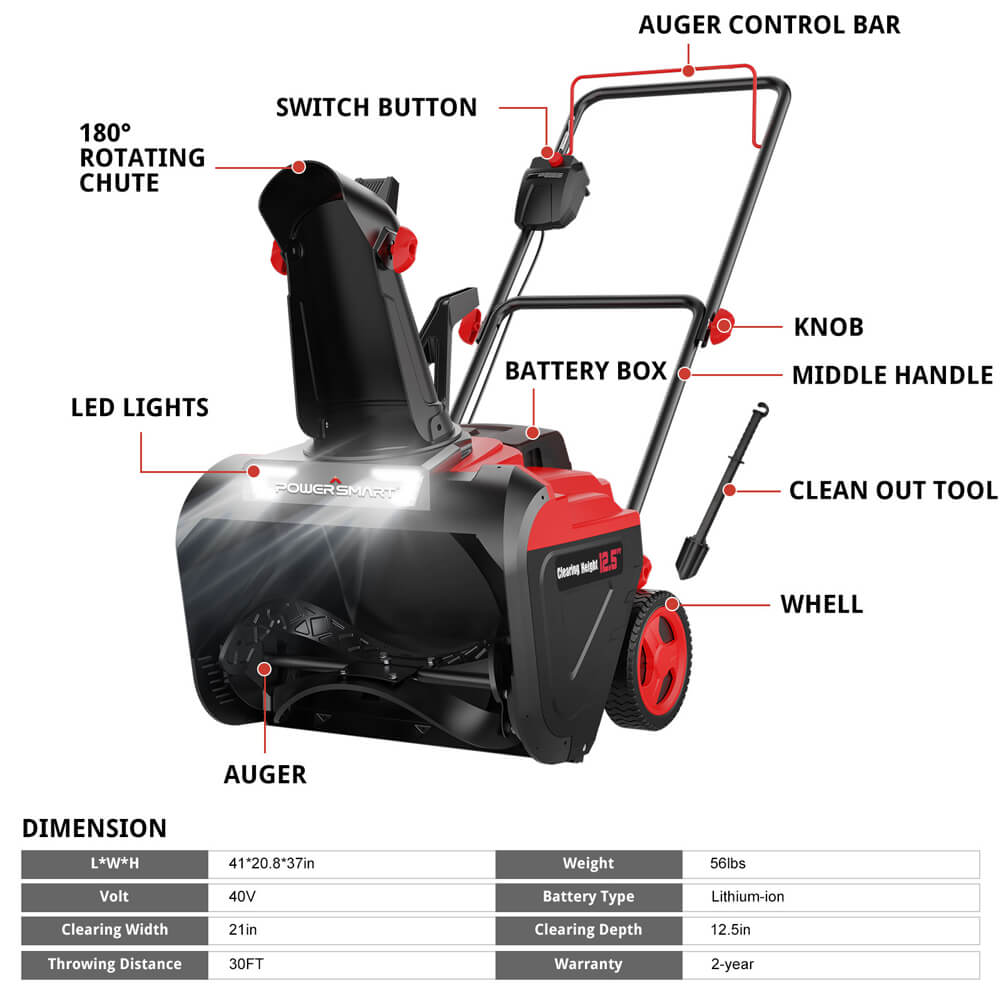 AUGER CONTROL BAR
SWITCH BUTTON
180°
ROTATING
CHUTE
KNOB
BATTERY BOX
MIDDLE HANDLE
LED LIGHTS
POWERSMART
CLEAN OUT TOOL
Clearing Height 12.5"
WHELL
AUGER
DIMENSION
L*W*H 41*20.8*37in Weight 56lbs
Volt 40V Battery Type Lithium-ion
Clearing Width 21in Clearing Depth 12.5in
Throwing Distance 30FT Warranty 2-year